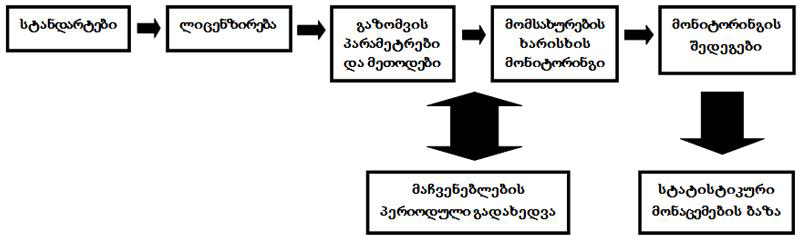 სტანდარტები
ლიცენზირება
გაზომვის
პარამეტრები
და მეთოდები
მომსახურების
ხარისხის
მონიტორინგი
მონიტორინგის
შედეგები
მაჩვენებლების
პერიოდული გადახედვა
სტატისტიკური
მონაცემების ბაზა